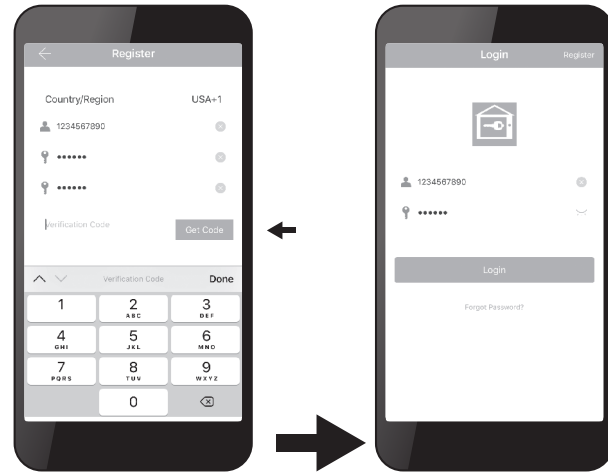 Register
Country/Region USA+1
1234567890
••••••
••••••
Verification Code Get Code
Verification Code Done
1 2 3
ABC DEF
4 5 6
GHI JKL MNO
7 8 9
PQRS TUV WXYZ
0
Login Register
1234567890
••••••
Login
Forgot Password?